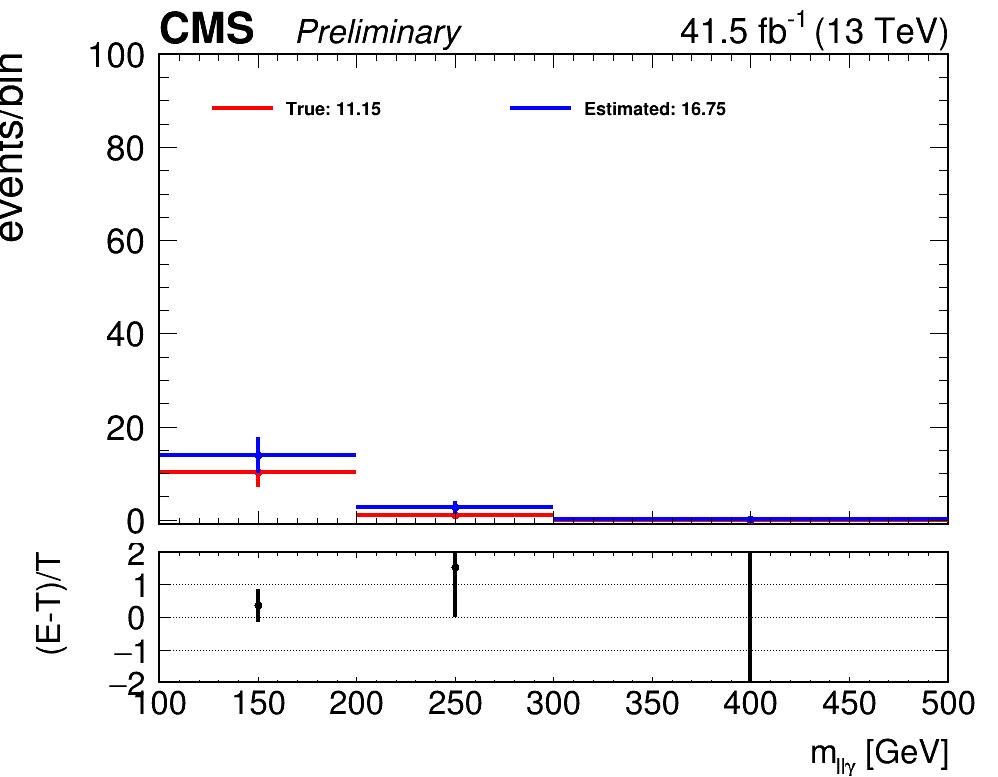 CMS Preliminary 41.5 fb⁻¹ (13 TeV)
events/bin
100
True: 11.15 Estimated: 16.75
80
60
40
20
0
(E-T)/T
2
1
0
−1
−2
100 150 200 250 300 350 400 450 500
m_llγ [GeV]